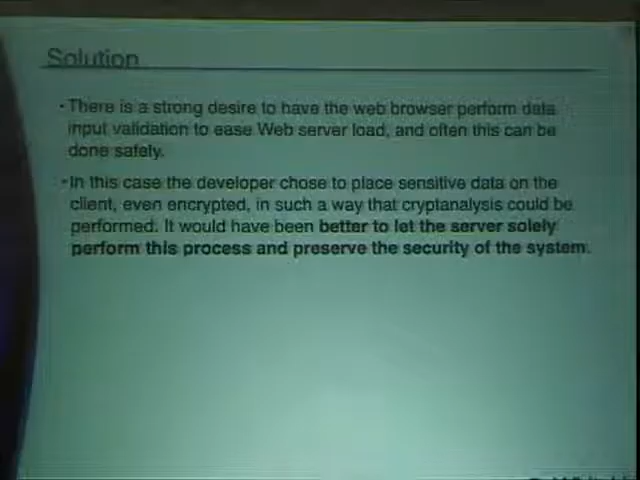 Solution
• There is a strong desire to have the web browser perform data
input validation to ease Web server load, and often this can be
done safely.
• In this case the developer chose to place sensitive data on the
client, even encrypted, in such a way that cryptanalysis could be
performed. It would have been better to let the server solely
perform this process and preserve the security of the system.